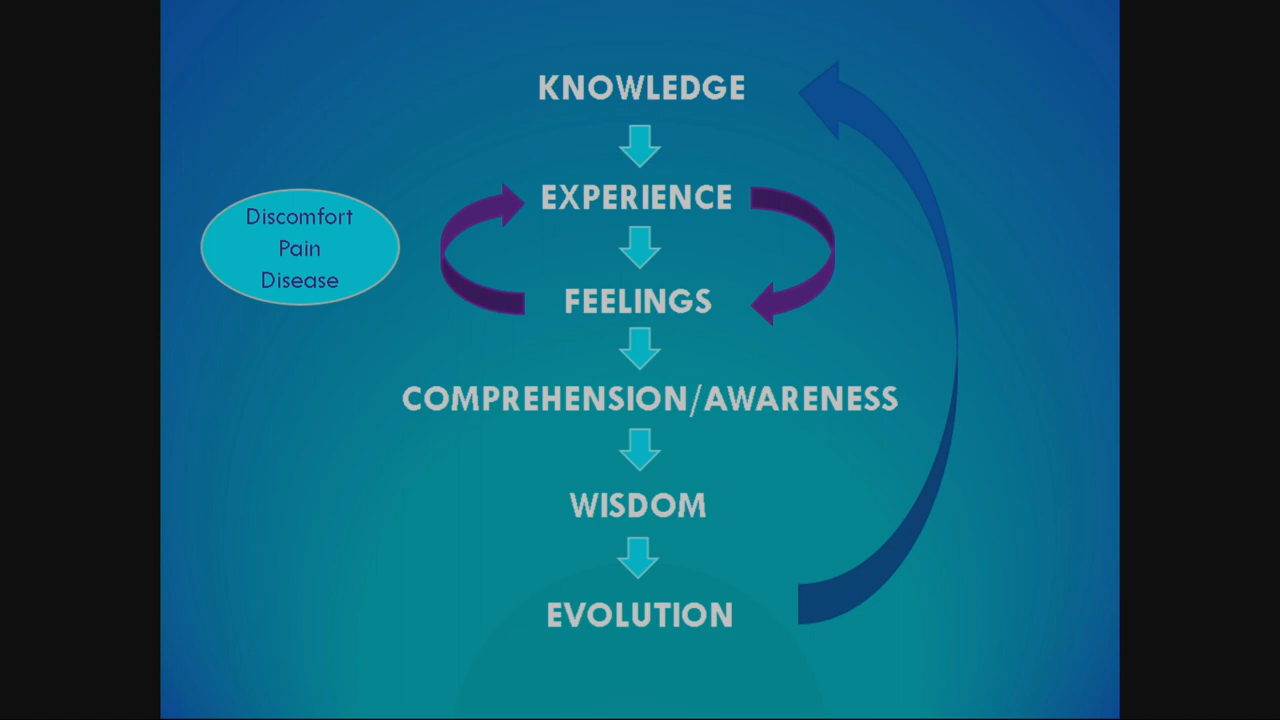 KNOWLEDGE
EXPERIENCE
Discomfort
Pain
Disease
FEELINGS
COMPREHENSION/AWARENESS
WISDOM
EVOLUTION